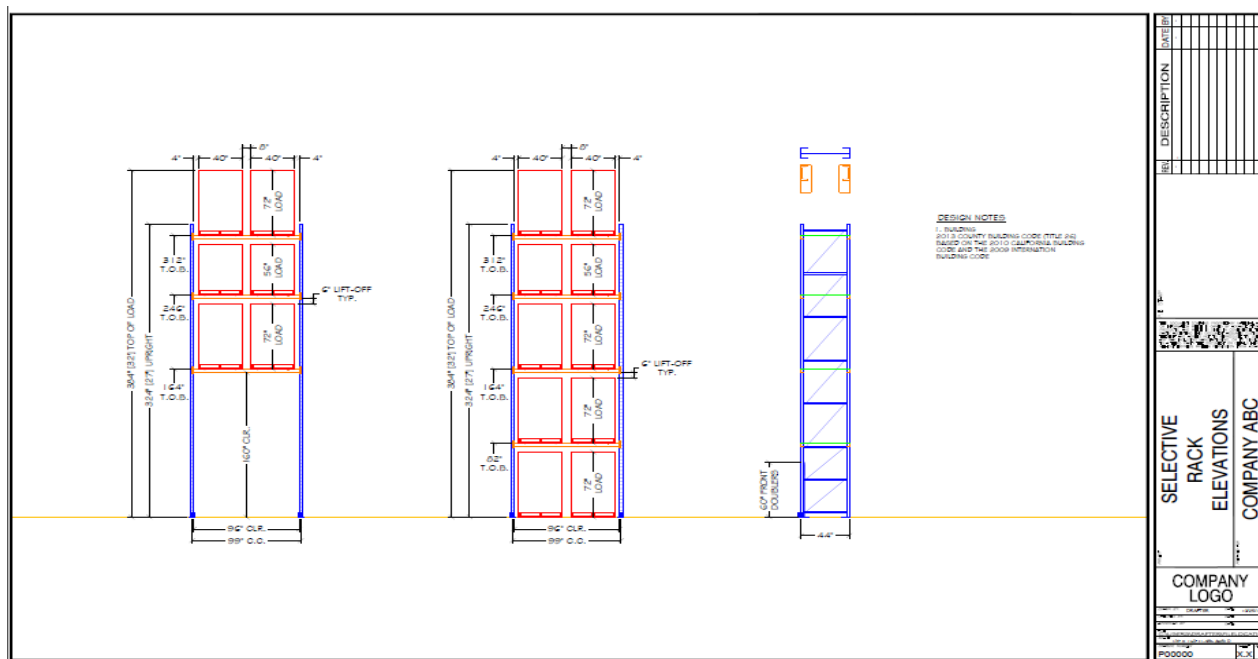 8"
4" 40" 40" 4"
72" LOAD
312"
T.O.B.
56" LOAD
6" LIFT-OFF
TYP.
246"
T.O.B.
72" LOAD
384" [32'] TOP OF LOAD
324" [27'] UPRIGHT
164"
T.O.B.
160" CLR.
96" CLR.
99" C.C.
8"
4" 40" 40" 4"
72" LOAD
312"
T.O.B.
56" LOAD
246"
T.O.B.
72" LOAD
384" [32'] TOP OF LOAD
324" [27'] UPRIGHT
6" LIFT-OFF
TYP.
164"
T.O.B.
72" LOAD
82"
T.O.B.
72" LOAD
96" CLR.
99" C.C.
60" FRONT
DOUBLERS
44"
DESIGN NOTES
1. BUILDING
2013 COUNTY BUILDING CODE (TITLE 26)
BASED ON THE 2010 CALIFORNIA BUILDING
CODE AND THE 2009 INTERNATION
BUILDING CODE
REV. DESCRIPTION DATE BY
SELECTIVE
RACK
ELEVATIONS
COMPANY ABC
COMPANY
LOGO
DRAFTER
P00000 X.X